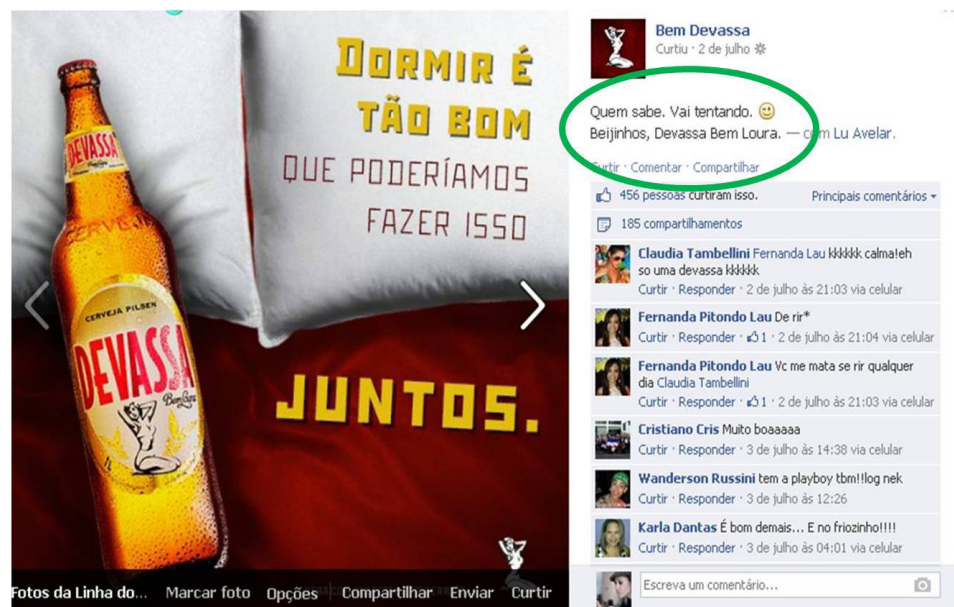 DORMIR É
TÃO BOM
QUE PODERÍAMOS
FAZER ISSO
JUNTOS.
DEVASSA
CERVEJA PILSEN
DEVASSA
Bem Loura
Fotos da Linha do... Marcar foto Opções Compartilhar Enviar Curtir
Bem Devassa
Curtiu · 2 de julho
Quem sabe. Vai tentando.
Beijinhos, Devassa Bem Loura. — com Lu Avelar.
Curtir · Comentar · Compartilhar
456 pessoas curtiram isso. Principais comentários
185 compartilhamentos
Claudia Tambellini Fernanda Lau kkkkkk calma!eh
so uma devassa kkkkkk
Curtir · Responder · 2 de julho às 21:03 via celular
Fernanda Pitondo Lau De rir*
Curtir · Responder · 1 · 2 de julho às 21:04 via celular
Fernanda Pitondo Lau Vc me mata se rir qualquer
dia Claudia Tambellini
Curtir · Responder · 1 · 2 de julho às 21:03 via celular
Cristiano Cris Muito boaaaaa
Curtir · Responder · 3 de julho às 14:38 via celular
Wanderson Russini tem a playboy tbm!!log nek
Curtir · Responder · 3 de julho às 12:26
Karla Dantas É bom demais... E no friozinho!!!!
Curtir · Responder · 3 de julho às 04:01 via celular
Escreva um comentário...